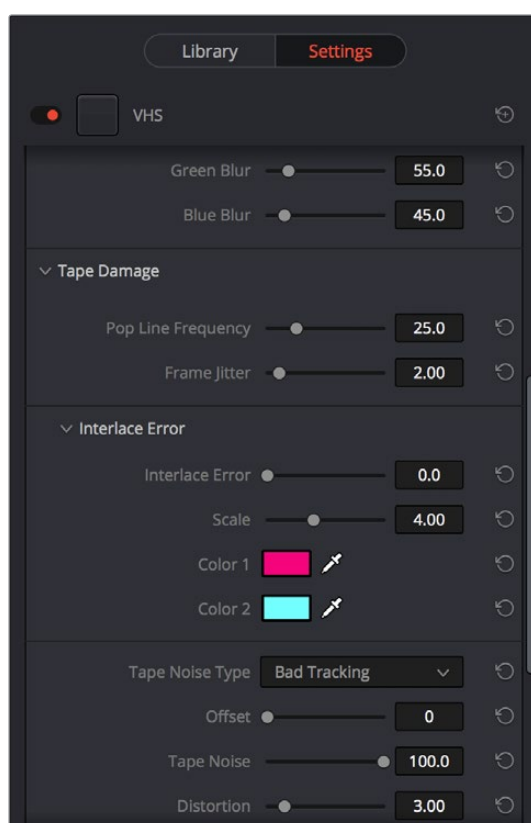 Library Settings
VHS
Green Blur 55.0
Blue Blur 45.0
Tape Damage
Pop Line Frequency 25.0
Frame Jitter 2.00
Interlace Error
Interlace Error 0.0
Scale 4.00
Color 1
Color 2
Tape Noise Type Bad Tracking
Offset 0
Tape Noise 100.0
Distortion 3.00